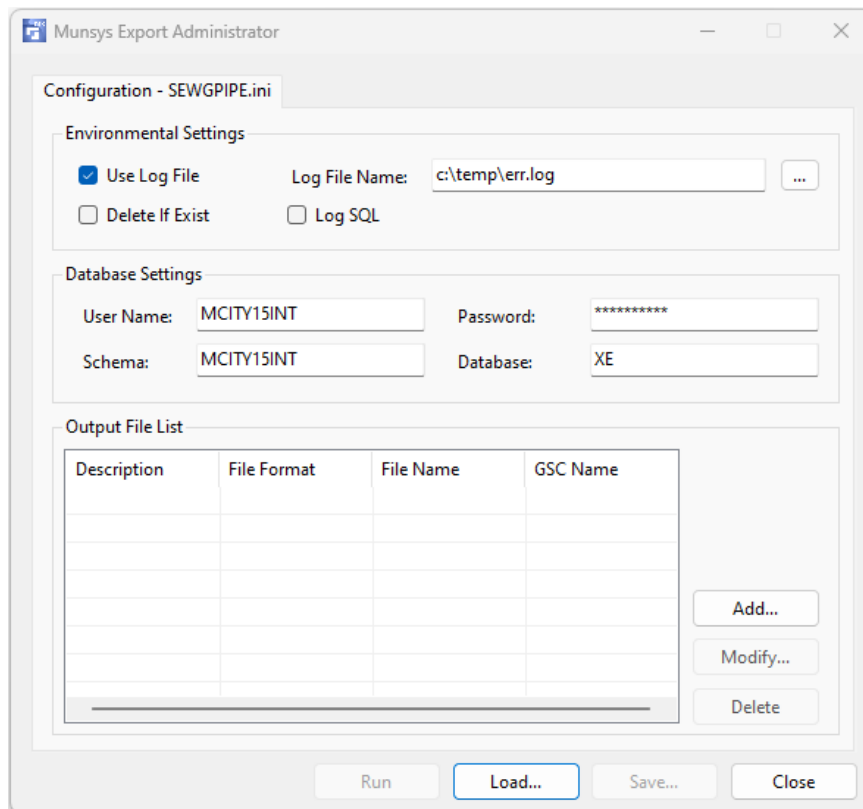 Munsys Export Administrator
Configuration - SEWGPIPE.ini
Environmental Settings
Use Log File
Log File Name: c:\temp\err.log ...
Delete If Exist
Log SQL
Database Settings
User Name: MCITY15INT Password: **********
Schema: MCITY15INT Database: XE
Output File List
Description File Format File Name GSC Name
Add...
Modify...
Delete
Run Load... Save... Close